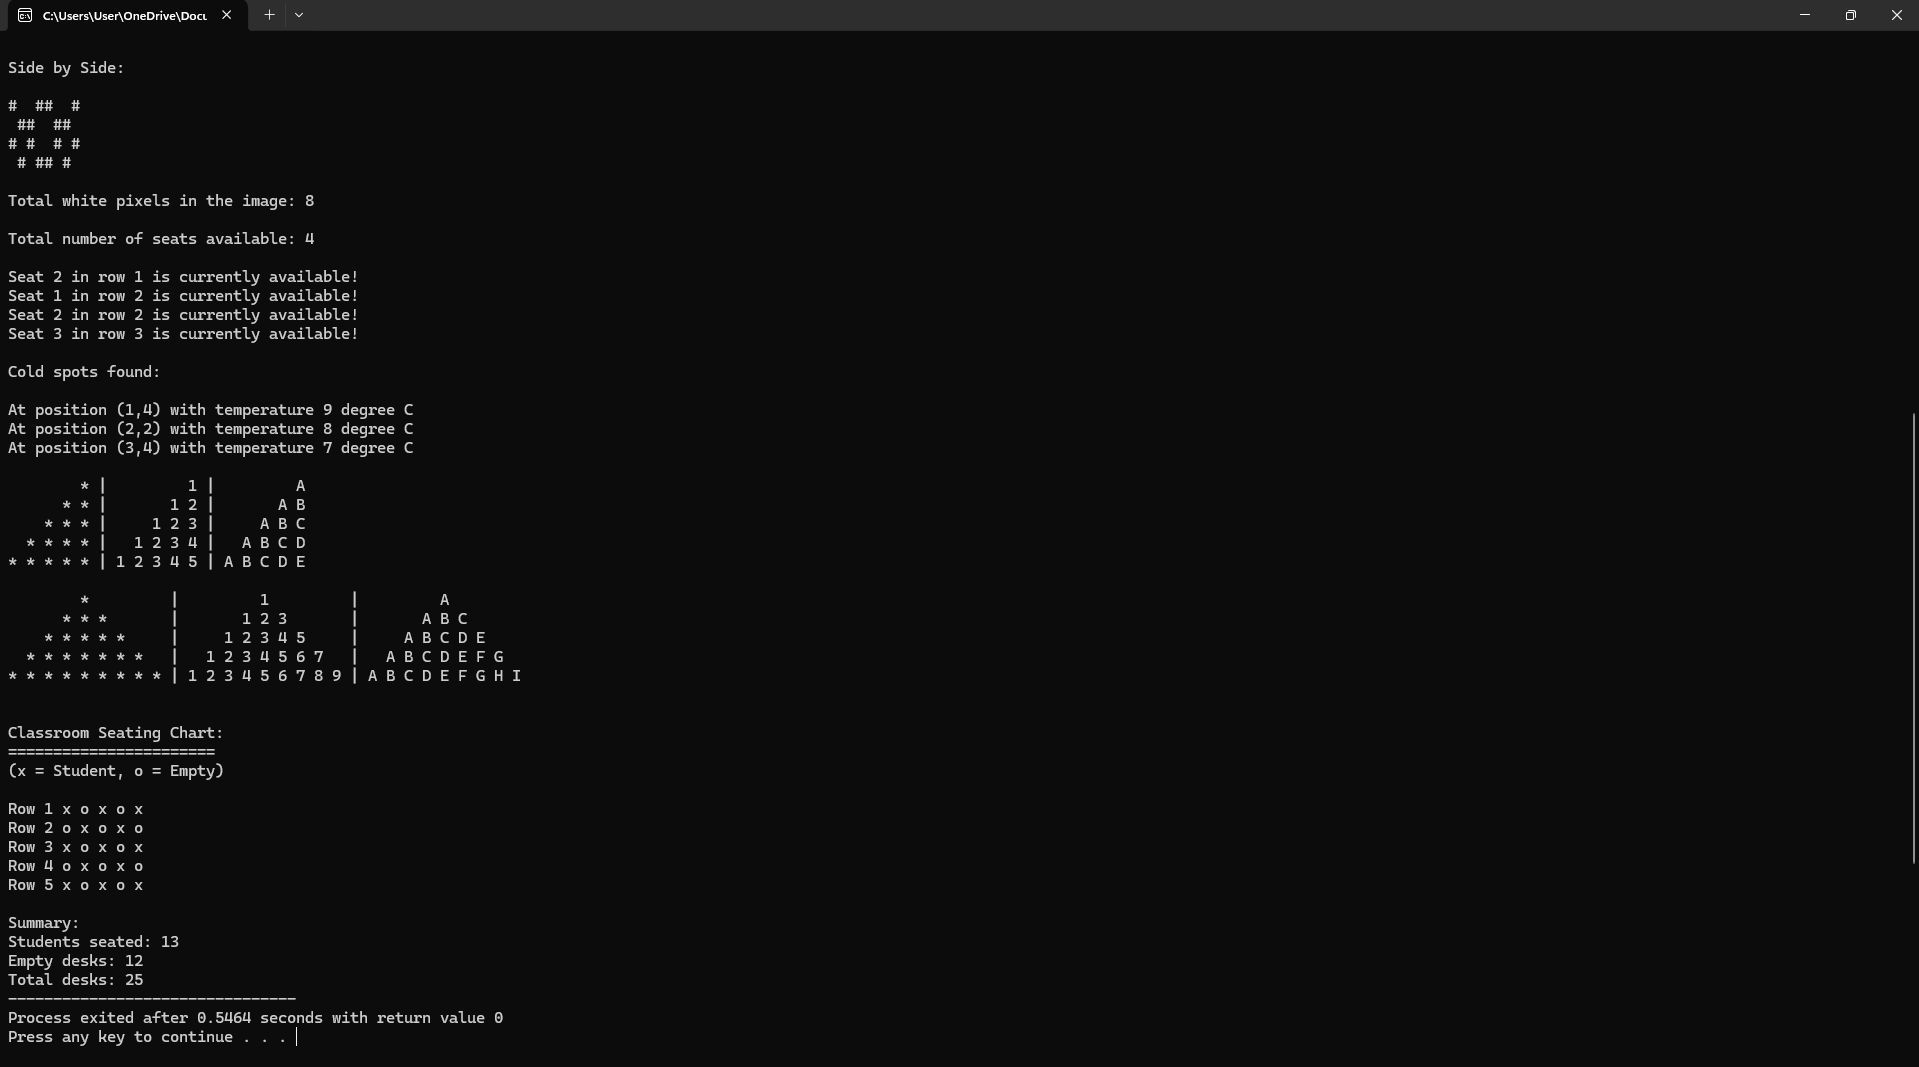 C:\Users\User\OneDrive\Docu
Side by Side:
#  ##  #
 ##  ##
# #  # #
 # ## #
Total white pixels in the image: 8
Total number of seats available: 4
Seat 2 in row 1 is currently available!
Seat 1 in row 2 is currently available!
Seat 2 in row 2 is currently available!
Seat 3 in row 3 is currently available!
Cold spots found:
At position (1,4) with temperature 9 degree C
At position (2,2) with temperature 8 degree C
At position (3,4) with temperature 7 degree C
        * |         1 |         A
      * * |       1 2 |       A B
    * * * |     1 2 3 |     A B C
  * * * * |   1 2 3 4 |   A B C D
* * * * * | 1 2 3 4 5 | A B C D E
        *         |         1         |         A
      * * *       |       1 2 3       |       A B C
    * * * * *     |     1 2 3 4 5     |     A B C D E
  * * * * * * *   |   1 2 3 4 5 6 7   |   A B C D E F G
* * * * * * * * * | 1 2 3 4 5 6 7 8 9 | A B C D E F G H I
Classroom Seating Chart:
=======================
(x = Student, o = Empty)
Row 1 x o x o x
Row 2 o x o x o
Row 3 x o x o x
Row 4 o x o x o
Row 5 x o x o x
Summary:
Students seated: 13
Empty desks: 12
Total desks: 25
--------------------------------
Process exited after 0.5464 seconds with return value 0
Press any key to continue . . .